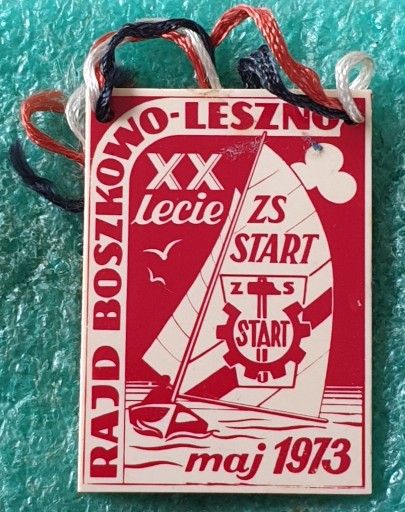 RAJD BOSZKOWO-LESZNO
XX
lecie
ZS
START
Z S
START
maj 1973